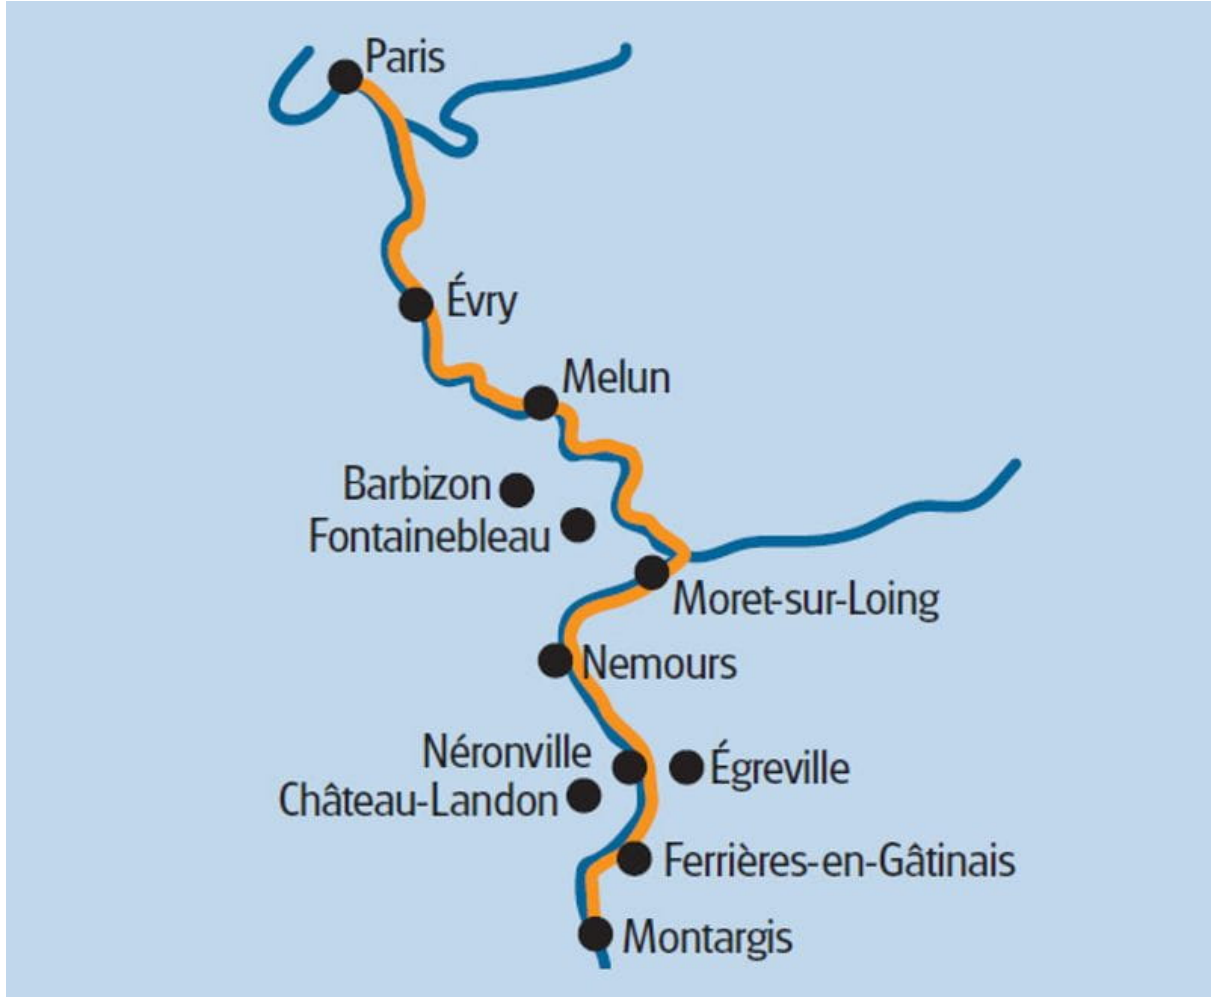 Paris
Évry
Melun
Barbizon
Fontainebleau
Moret-sur-Loing
Nemours
Néronville
Égreville
Château-Landon
Ferrières-en-Gâtinais
Montargis